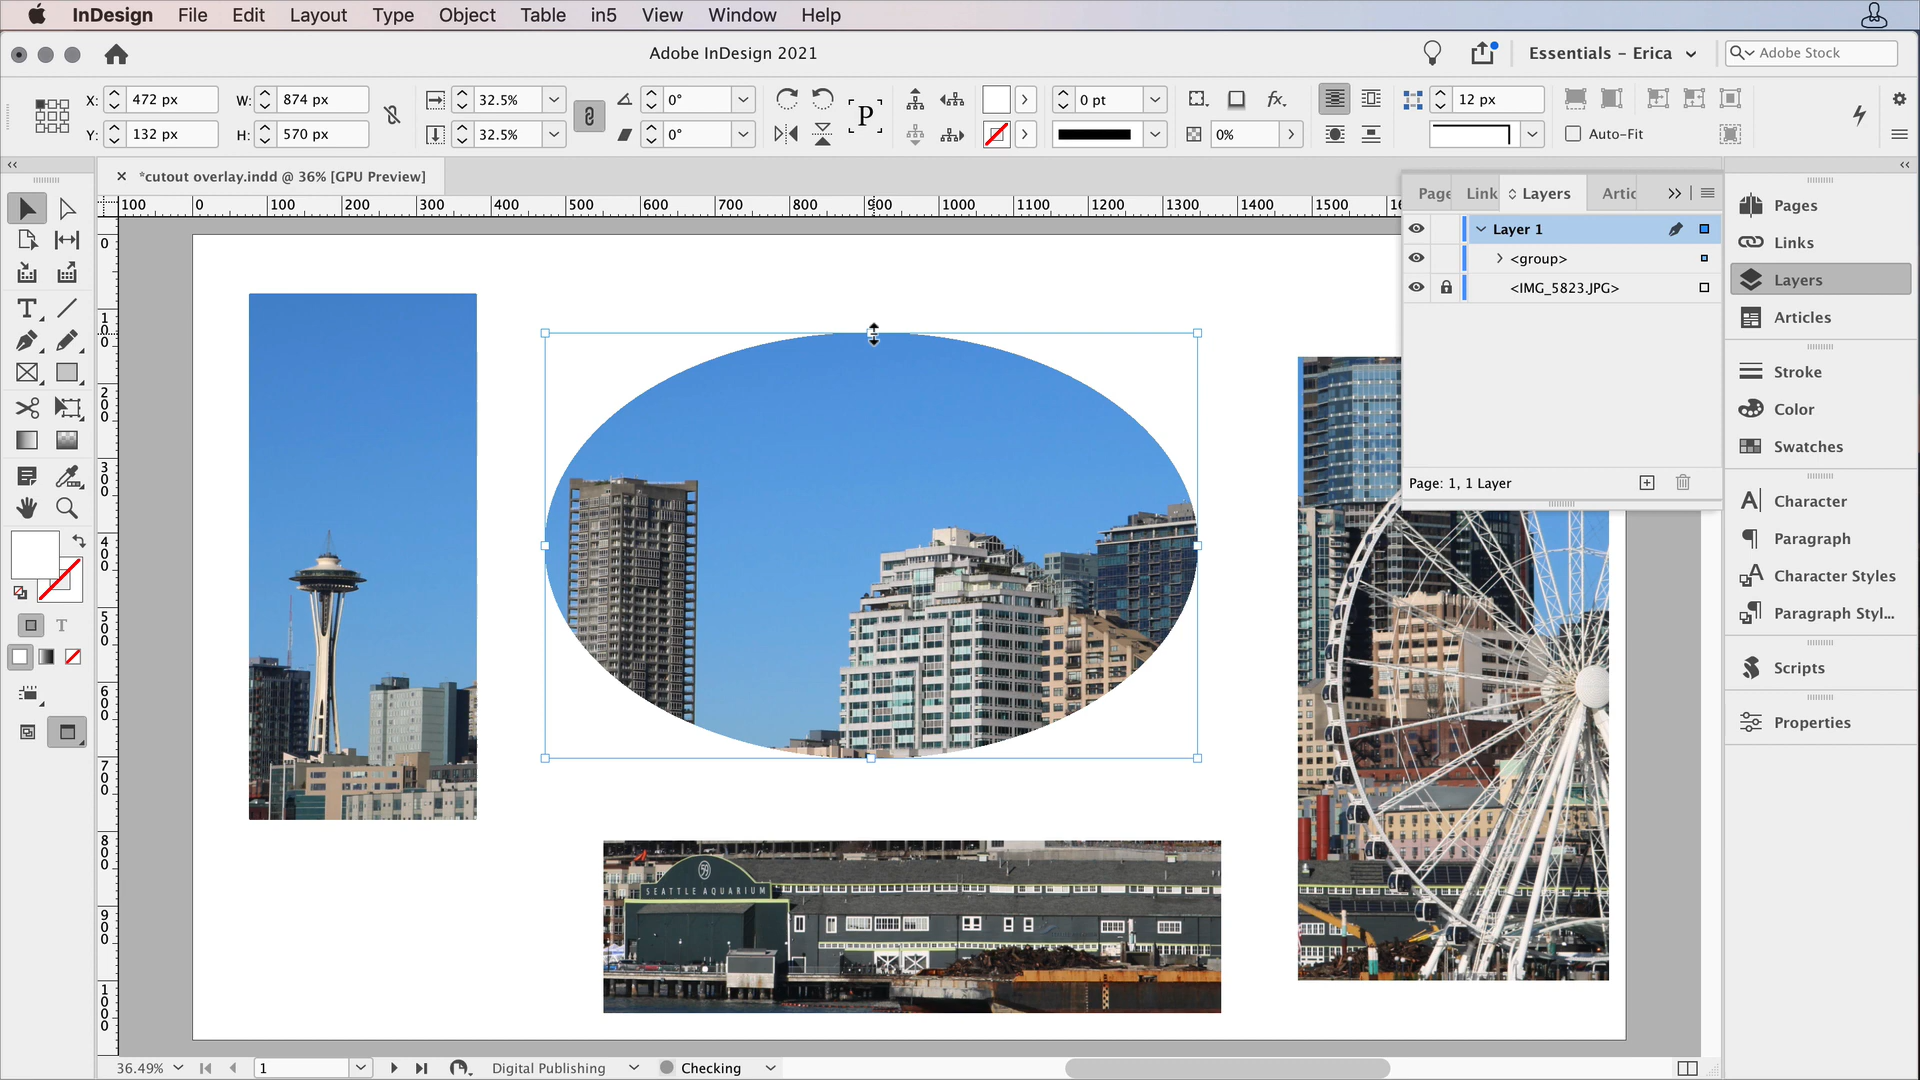 InDesign File Edit Layout Type Object Table in5 View Window Help
Adobe InDesign 2021
Essentials - Erica
Adobe Stock
X: 472 px W: 874 px 32.5% 0° 0 pt 12 px
Y: 132 px H: 570 px 32.5% 0° 0% Auto-Fit
P
fx.
*cutout overlay.indd @ 36% [GPU Preview]
100 0 100 200 300 400 500 600 700 800 900 1000 1100 1200 1300 1400 1500
0
100
200
300
400
500
600
700
800
900
1000
Page Link Layers Artic
Layer 1
<group>
<IMG_5823.JPG>
Page: 1, 1 Layer
Pages
Links
Layers
Articles
Stroke
Color
Swatches
Character
Paragraph
Character Styles
Paragraph Styl...
Scripts
Properties
T
T
59
SEATTLE AQUARIUM
36.49% 1 Digital Publishing Checking